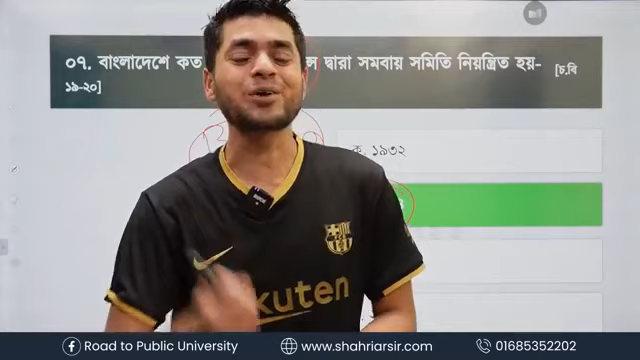 ০৭. বাংলাদেশে কত দ্বারা সমবায় সমিতি নিয়ন্ত্রিত হয়- [চ.বি
১৯-২০]
ক. ১৯৩২
kuten
Road to Public University www.shahriarsir.com 01685352202